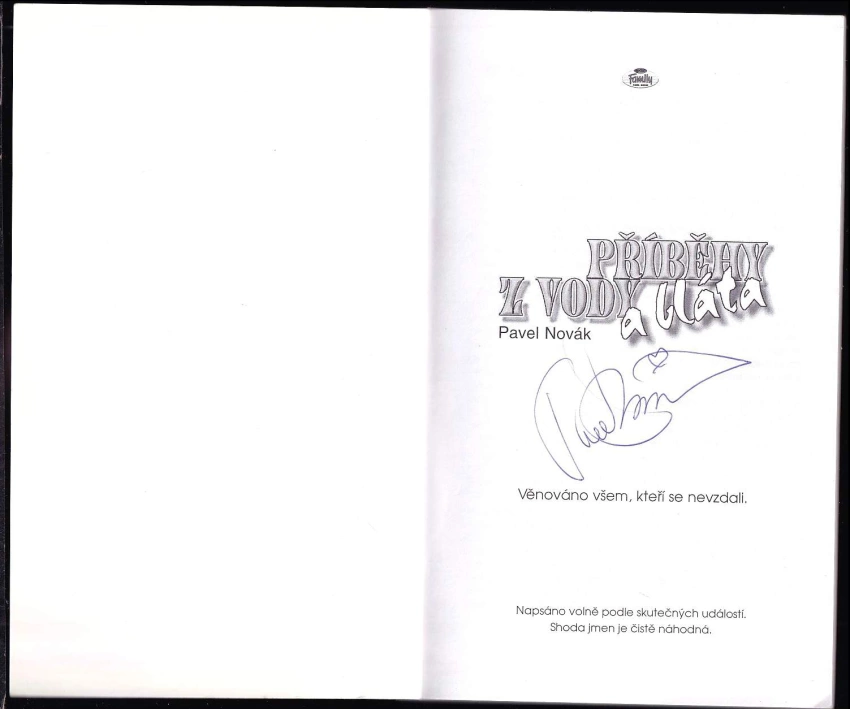 Family
PŘÍBĚHY
Z VODY a bláta
Pavel Novák
Věnováno všem, kteří se nevzdali.
Napsáno volně podle skutečných událostí.
Shoda jmen je čistě náhodná.